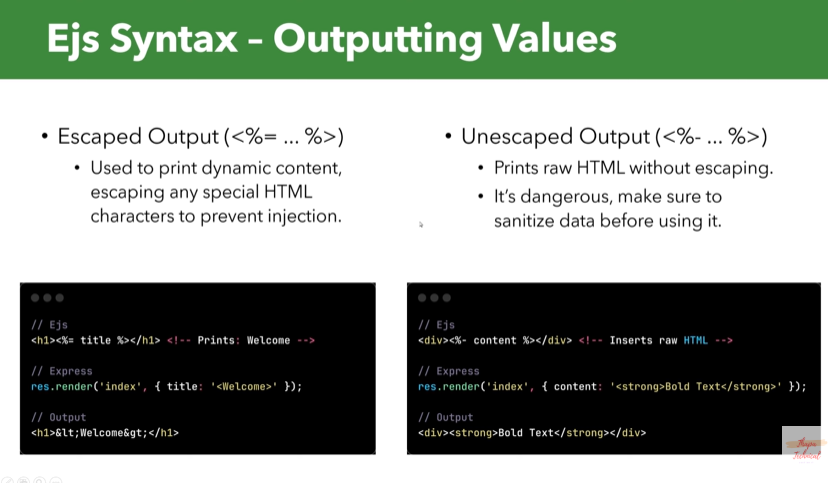 Ejs Syntax – Outputting Values
• Escaped Output (<%= ... %>)
• Used to print dynamic content,
escaping any special HTML
characters to prevent injection.
• Unescaped Output (<%- ... %>)
• Prints raw HTML without escaping.
• It's dangerous, make sure to
sanitize data before using it.
// Ejs
<h1><%= title %></h1> <!-- Prints: Welcome -->
// Express
res.render('index', { title: '<Welcome>' });
// Output
<h1>&lt;Welcome&gt;</h1>
// Ejs
<div><%- content %></div> <!-- Inserts raw HTML -->
// Express
res.render('index', { content: '<strong>Bold Text</strong>' });
// Output
<div><strong>Bold Text</strong></div>
Technical